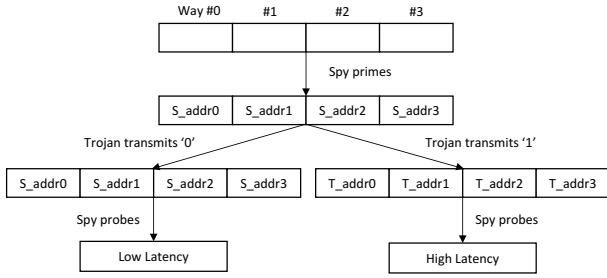 Way #0 #1 #2 #3
Spy primes
S_addr0 S_addr1 S_addr2 S_addr3
Trojan transmits ‘0’ Trojan transmits ‘1’
S_addr0 S_addr1 S_addr2 S_addr3 T_addr0 T_addr1 T_addr2 T_addr3
Spy probes Spy probes
Low Latency High Latency